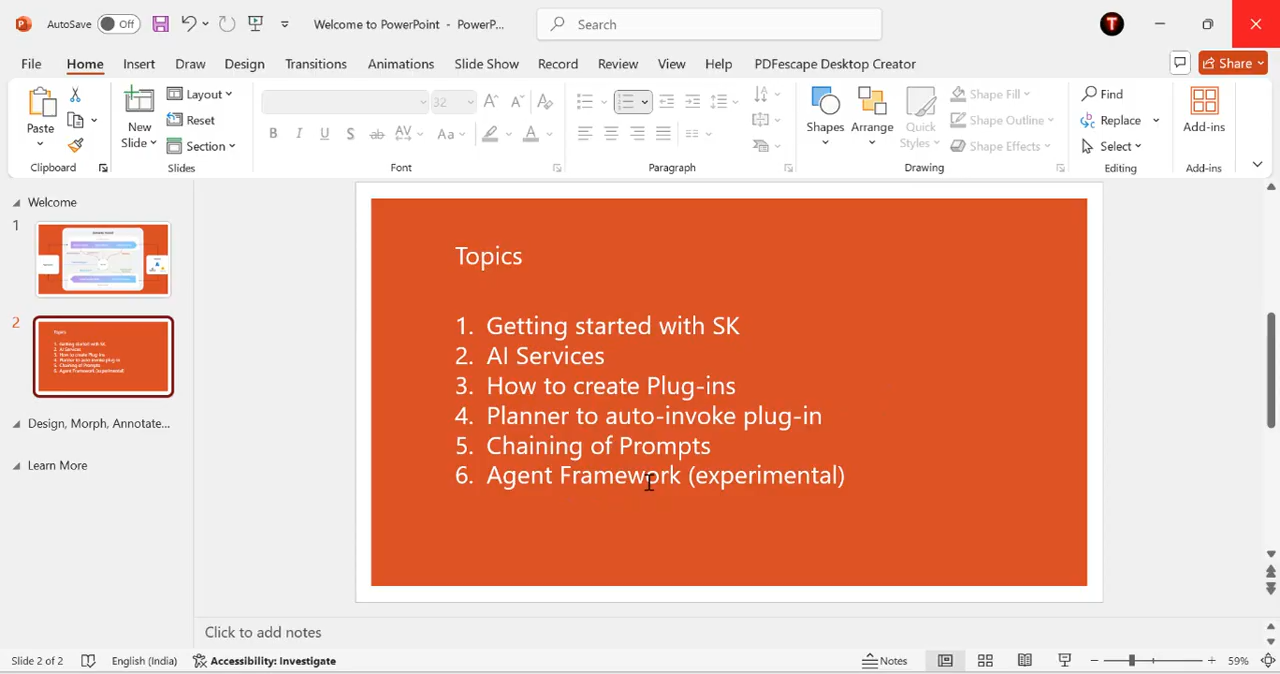 AutoSave Off Welcome to PowerPoint - PowerP... Search T
File Home Insert Draw Design Transitions Animations Slide Show Record Review View Help PDFescape Desktop Creator Share
Paste New Slide Layout Reset Section 32 Shapes Arrange Quick Styles Shape Fill Shape Outline Shape Effects Find Replace Select Add-ins
Clipboard Slides Font Paragraph Drawing Editing Add-ins
Welcome
1
2
Design, Morph, Annotate...
Learn More
Topics
1. Getting started with SK
2. AI Services
3. How to create Plug-ins
4. Planner to auto-invoke plug-in
5. Chaining of Prompts
6. Agent Framework (experimental)
Click to add notes
Slide 2 of 2 English (India) Accessibility: Investigate Notes 59%